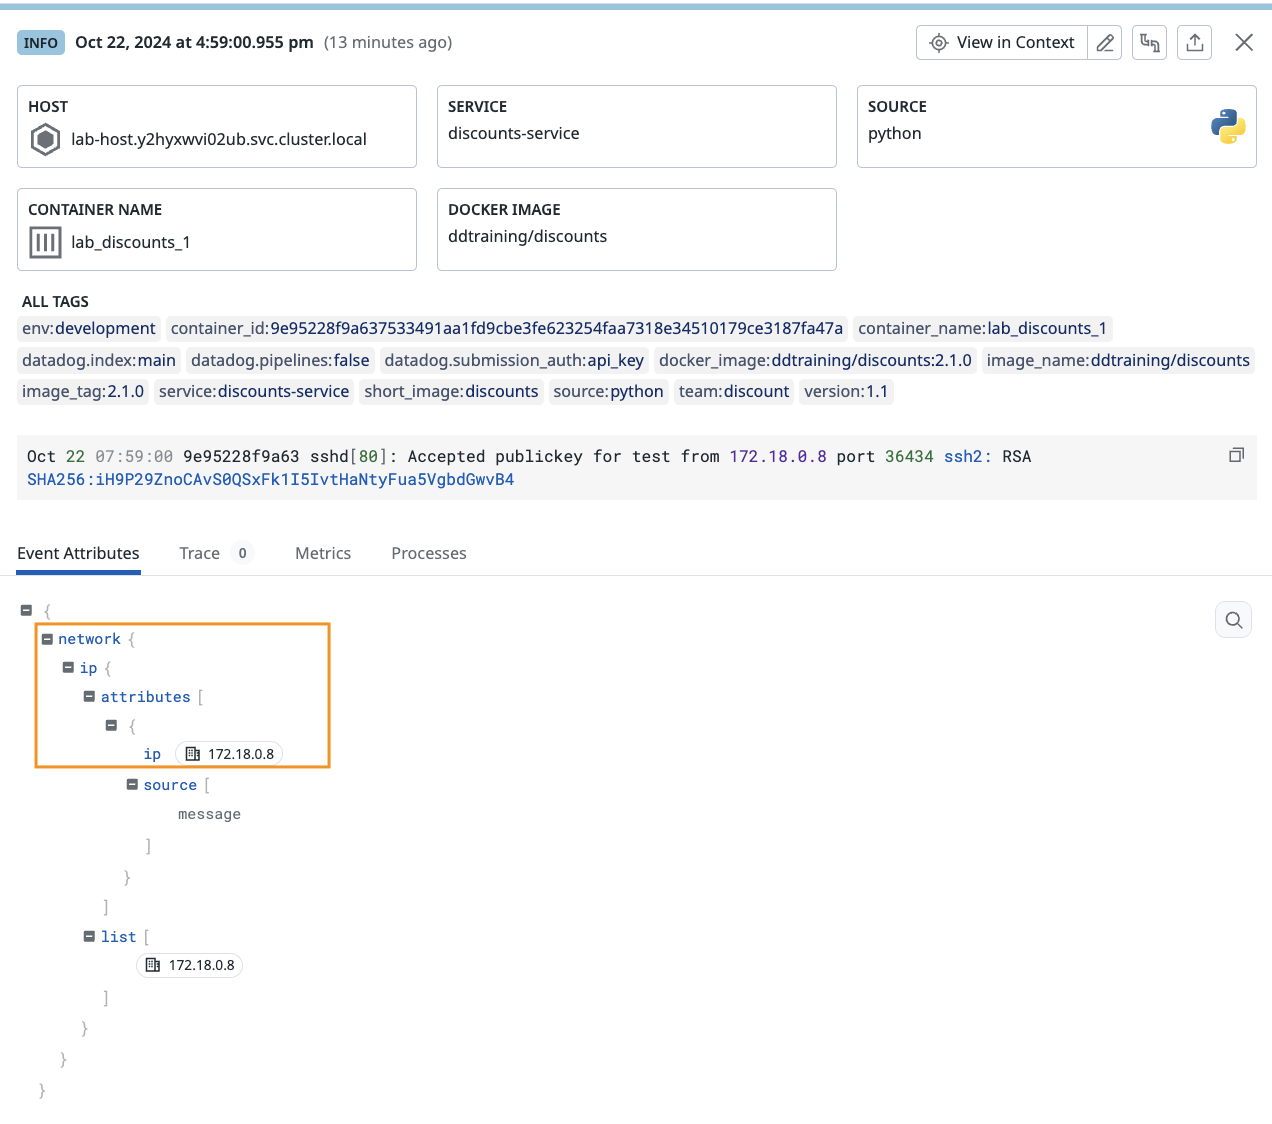 INFO Oct 22, 2024 at 4:59:00.955 pm (13 minutes ago) View in Context
HOST
lab-host.y2hyxwvi02ub.svc.cluster.local
SERVICE
discounts-service
SOURCE
python
CONTAINER NAME
lab_discounts_1
DOCKER IMAGE
ddtraining/discounts
ALL TAGS
env:development container_id:9e95228f9a637533491aa1fd9cbe3fe623254faa7318e34510179ce3187fa47a container_name:lab_discounts_1
datadog.index:main datadog.pipelines:false datadog.submission_auth:api_key docker_image:ddtraining/discounts:2.1.0 image_name:ddtraining/discounts
image_tag:2.1.0 service:discounts-service short_image:discounts source:python team:discount version:1.1
Oct 22 07:59:00 9e95228f9a63 sshd[80]: Accepted publickey for test from 172.18.0.8 port 36434 ssh2: RSA
SHA256:iH9P29ZnoCAvS0QSxFk1I5IvtHaNtyFua5VgbdGwvB4
Event Attributes Trace 0 Metrics Processes
{
network {
ip {
attributes [
{
ip 172.18.0.8
source [
message
]
}
]
list [
172.18.0.8
]
}
}
}